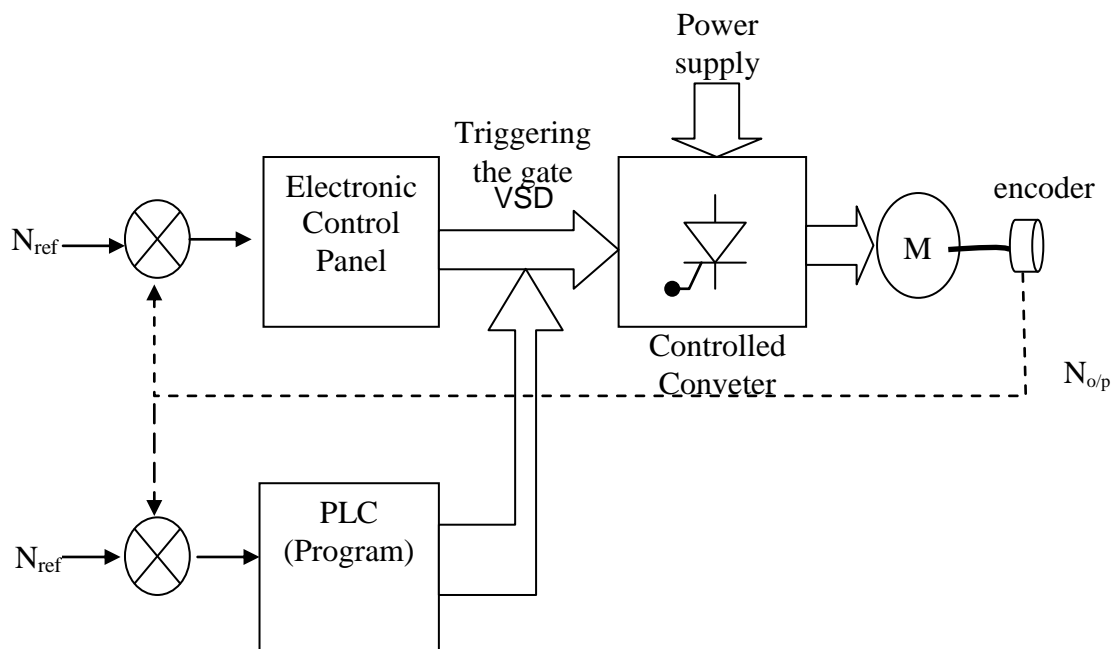 Power
supply
Triggering
the gate
VSD
Electronic
Control
Panel
encoder
N_ref
M
Controlled
Conveter
N_o/p
PLC
(Program)
N_ref